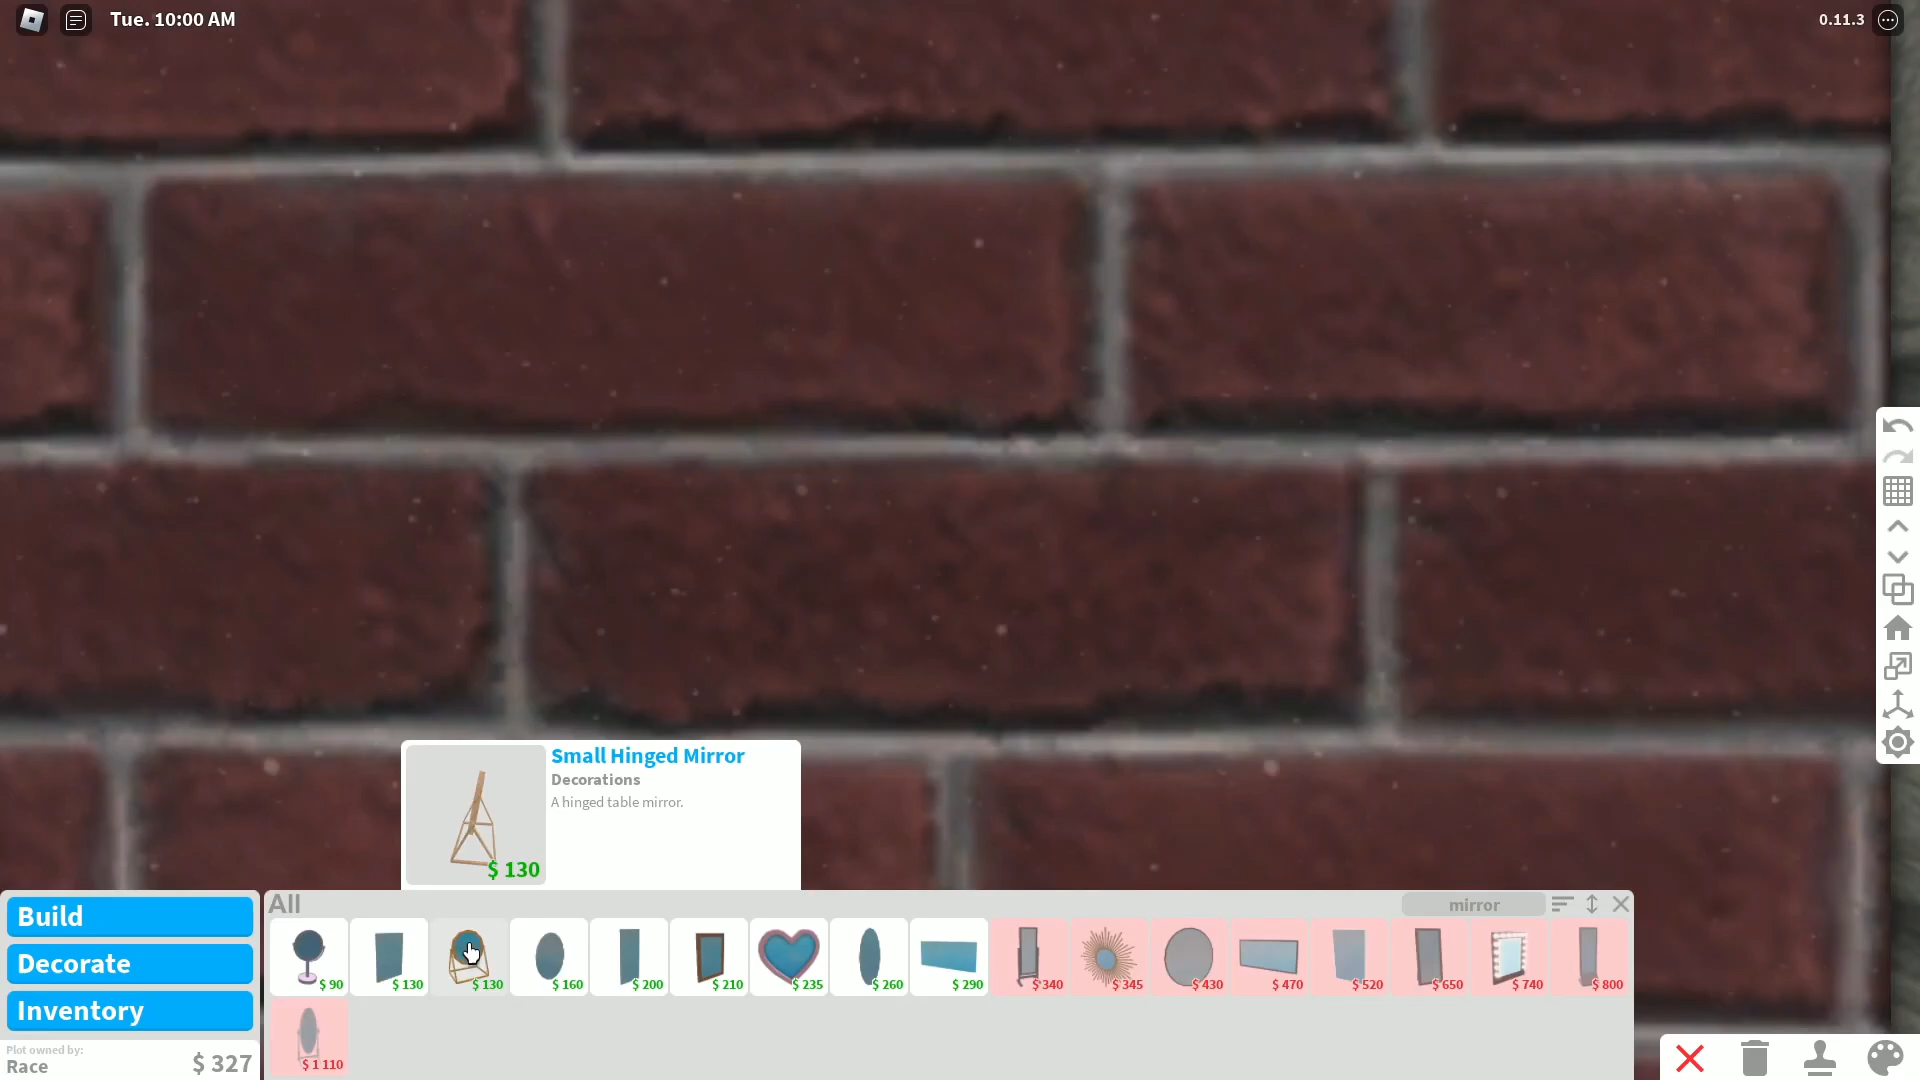 Tue. 10:00 AM
0.11.3
Small Hinged Mirror
Decorations
A hinged table mirror.
$ 130
All
mirror
Build
Decorate
Inventory
$ 90
$ 130
$ 130
$ 160
$ 200
$ 210
$ 235
$ 260
$ 290
$ 340
$ 345
$ 430
$ 470
$ 520
$ 650
$ 740
$ 800
$ 1 110
Plot owned by:
Race
$ 327